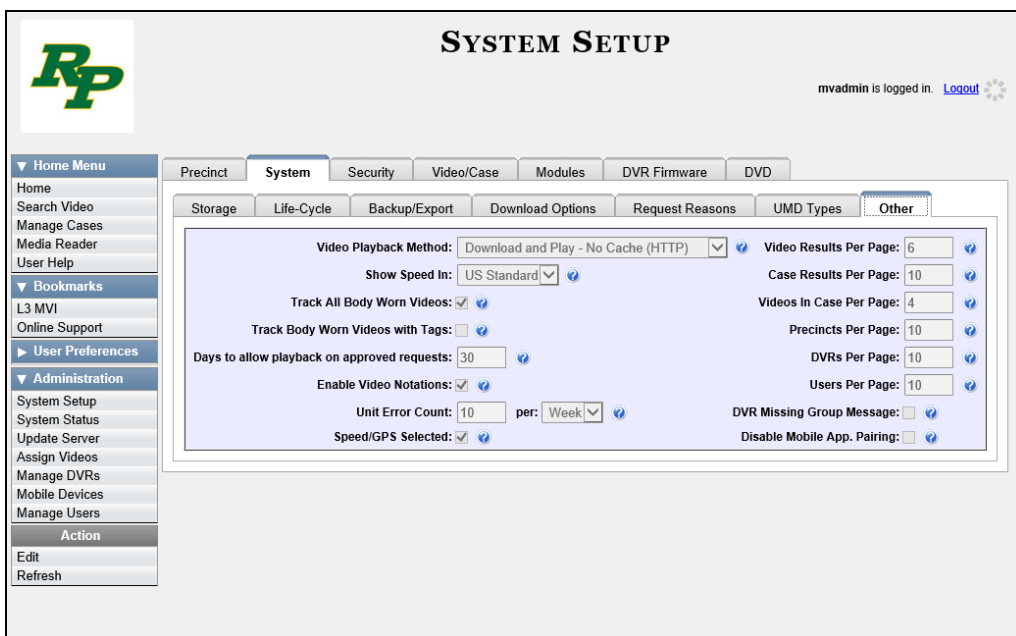 RP
SYSTEM SETUP
mvadmin is logged in. Logout
▼ Home Menu
Home
Search Video
Manage Cases
Media Reader
User Help
▼ Bookmarks
L3 MVI
Online Support
► User Preferences
▼ Administration
System Setup
System Status
Update Server
Assign Videos
Manage DVRs
Mobile Devices
Manage Users
Action
Edit
Refresh
Precinct System Security Video/Case Modules DVR Firmware DVD
Storage Life-Cycle Backup/Export Download Options Request Reasons UMD Types Other
Video Playback Method: Download and Play - No Cache (HTTP) ? Video Results Per Page: 6 ?
Show Speed In: US Standard ? Case Results Per Page: 10 ?
Track All Body Worn Videos: ? Videos In Case Per Page: 4 ?
Track Body Worn Videos with Tags: ? Precincts Per Page: 10 ?
Days to allow playback on approved requests: 30 ? DVRs Per Page: 10 ?
Enable Video Notations: ? Users Per Page: 10 ?
Unit Error Count: 10 per: Week ? DVR Missing Group Message: ?
Speed/GPS Selected: ? Disable Mobile App. Pairing: ?